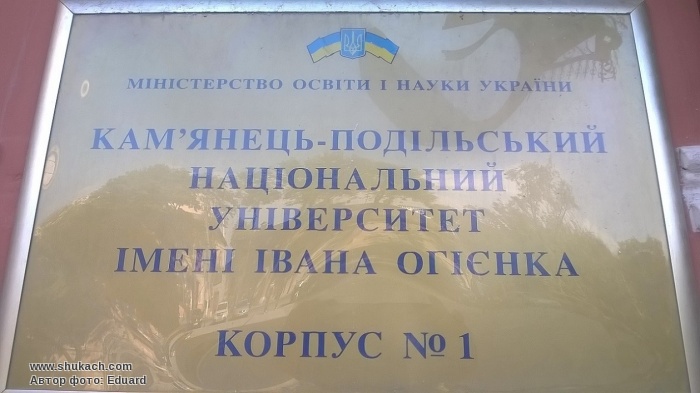 МІНІСТЕРСТВО ОСВІТИ І НАУКИ УКРАЇНИ
КАМ’ЯНЕЦЬ-ПОДІЛЬСЬКИЙ
НАЦІОНАЛЬНИЙ
УНІВЕРСИТЕТ
ІМЕНІ ІВАНА ОГІЄНКА
КОРПУС № 1
www.shukach.com
Автор фото: Eduard